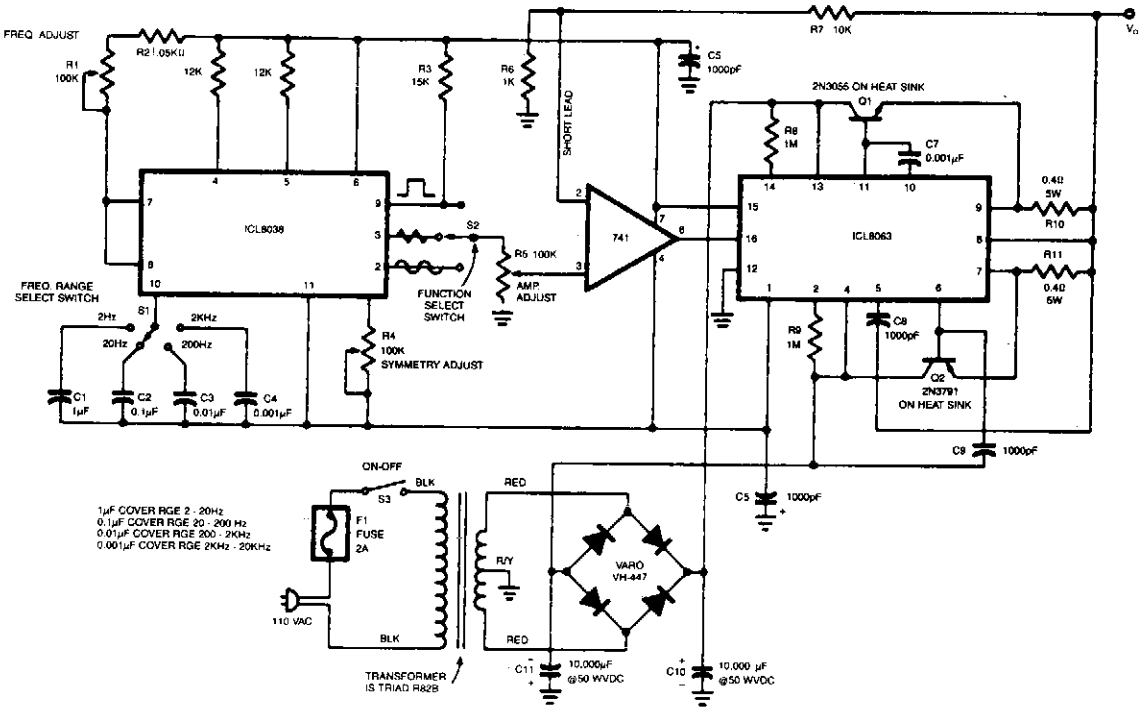 FREQ ADJUST
R1
100K
R2 1.05KΩ
12K
12K
R3
15K
R6
1K
C5
1000pF
R7 10K
Vo
SHORT LEAD
2N3055 ON HEAT SINK
Q1
R8
1M
C7
0.001µF
4
5
6
7
8
10
11
9
3
2
ICL8038
S2
FUNCTION
SELECT
SWITCH
R5 100K
AMP.
ADJUST
2
3
741
7
6
4
14
13
11
10
15
16
12
1
2
4
5
6
9
8
7
ICL8063
0.4Ω
5W
R10
R11
0.4Ω
5W
FREQ. RANGE
SELECT SWITCH
S1
2Hz
2KHz
20Hz
200Hz
C1
1µF
C2
0.1µF
C3
0.01µF
C4
0.001µF
R4
100K
SYMMETRY ADJUST
R9
1M
C8
1000pF
Q2
2N3791
ON HEAT SINK
C9
1000pF
C5
1000pF
+
1µF COVER RGE 2 - 20Hz
0.1µF COVER RGE 20 - 200 Hz
0.01µF COVER RGE 200 - 2KHz
0.001µF COVER RGE 2KHz - 20KHz
ON-OFF
S3
BLK
F1
FUSE
2A
110 VAC
BLK
RED
R/Y
RED
VARO
VH-447
TRANSFORMER
IS TRIAD R82B
C11
10,000µF
@50 WVDC
C10
10,000 µF
@50 WVDC